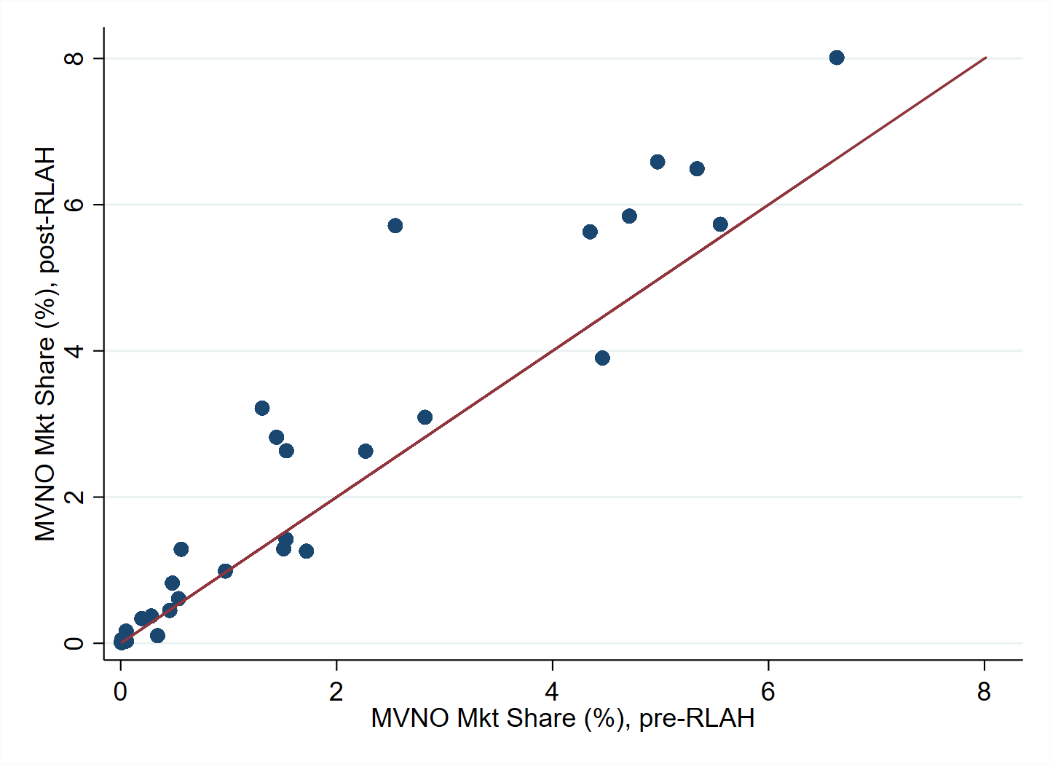 MVNO Mkt Share (%), post-RLAH
8
6
4
2
0
0 2 4 6 8
MVNO Mkt Share (%), pre-RLAH